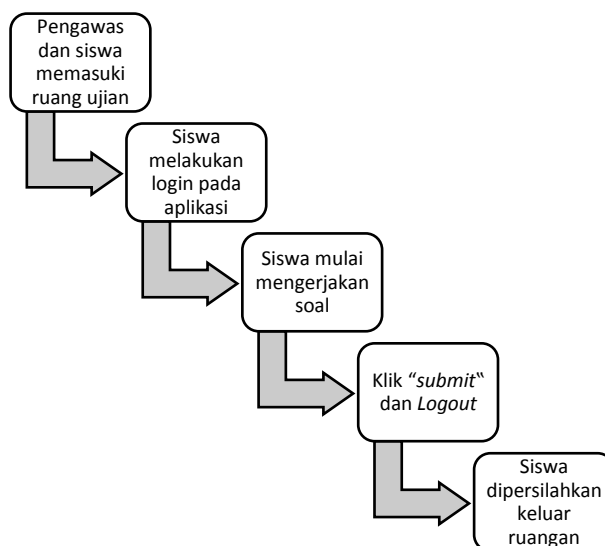 Pengawas
dan siswa
memasuki
ruang ujian
Siswa
melakukan
login pada
aplikasi
Siswa mulai
mengerjakan
soal
Klik “submit‟
dan Logout
Siswa
dipersilahkan
keluar
ruangan